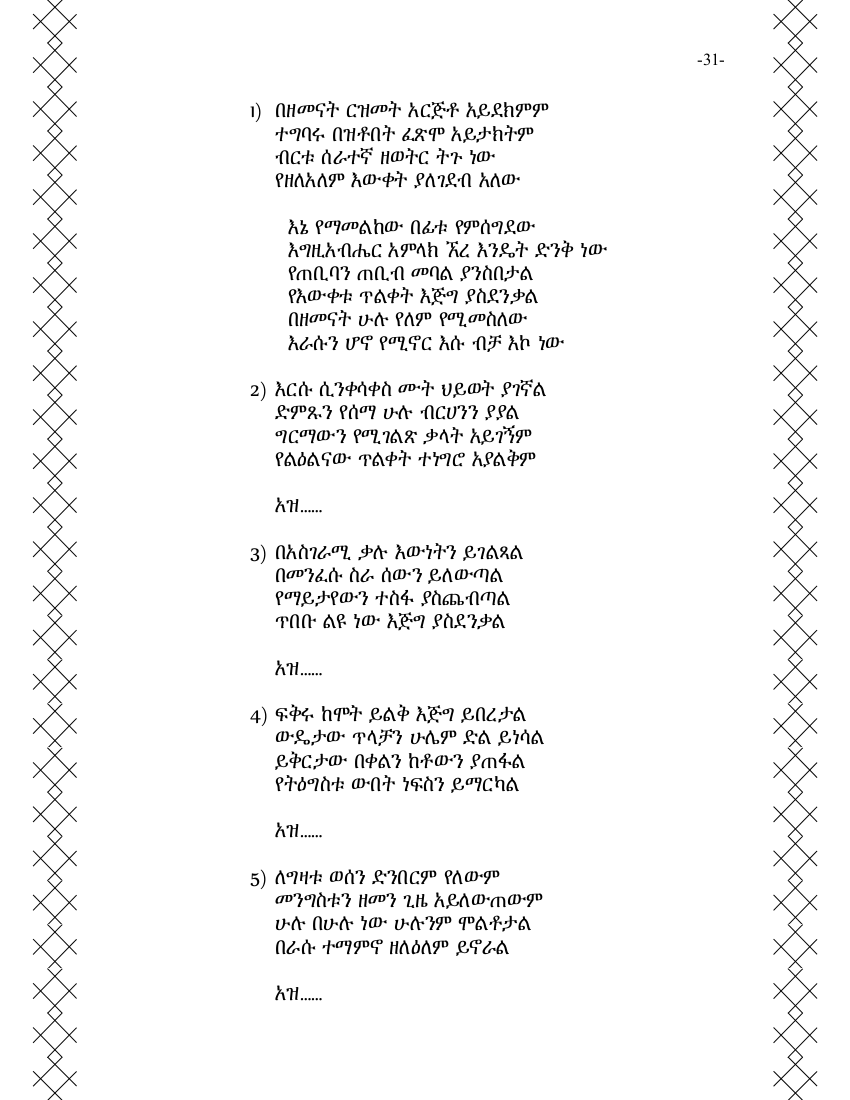 -31-
1) በዘመናት ርዝመት አርጅቶ አይደክምም
ተግባሩ በዝቶበት ፈጽሞ አይታክትም
ብርቱ ሰራተኛ ዘወትር ትጉ ነው
የዘለአለም እውቀት ያለገደብ አለው
እኔ የማመልከው በፊቱ የምሰግደው
እግዚአብሔር አምላክ ኧረ እንዴት ድንቅ ነው
የጠቢባን ጠቢብ መባል ያንስበታል
የእውቀቱ ጥልቀት እጅግ ያስደንቃል
በዘመናት ሁሉ የለም የሚመስለው
እራሱን ሆኖ የሚኖር እሱ ብቻ እኮ ነው
2) እርሱ ሲንቀሳቀስ ሙት ህይወት ያገኛል
ድምጹን የሰማ ሁሉ ብርሀንን ያያል
ግርማውን የሚገልጽ ቃላት አይገኝም
የልዕልናው ጥልቀት ተነግሮ አያልቅም
አዝ......
3) በአስገራሚ ቃሉ እውነትን ይገልጻል
በመንፈሱ ስራ ሰውን ይለውጣል
የማይታየውን ተስፋ ያስጨብጣል
ጥበቡ ልዩ ነው እጅግ ያስደንቃል
አዝ......
4) ፍቅሩ ከሞት ይልቅ እጅግ ይበረታል
ውዴታው ጥላቻን ሁሌም ድል ይነሳል
ይቅርታው በቀልን ከቶውን ያጠፋል
የትዕግስቱ ውበት ነፍስን ይማርካል
አዝ......
5) ለግዛቱ ወሰን ድንበርም የለውም
መንግስቱን ዘመን ጊዜ አይለውጠውም
ሁሉ በሁሉ ነው ሁሉንም ሞልቶታል
በራሱ ተማምኖ ዘለዕለም ይኖራል
አዝ......